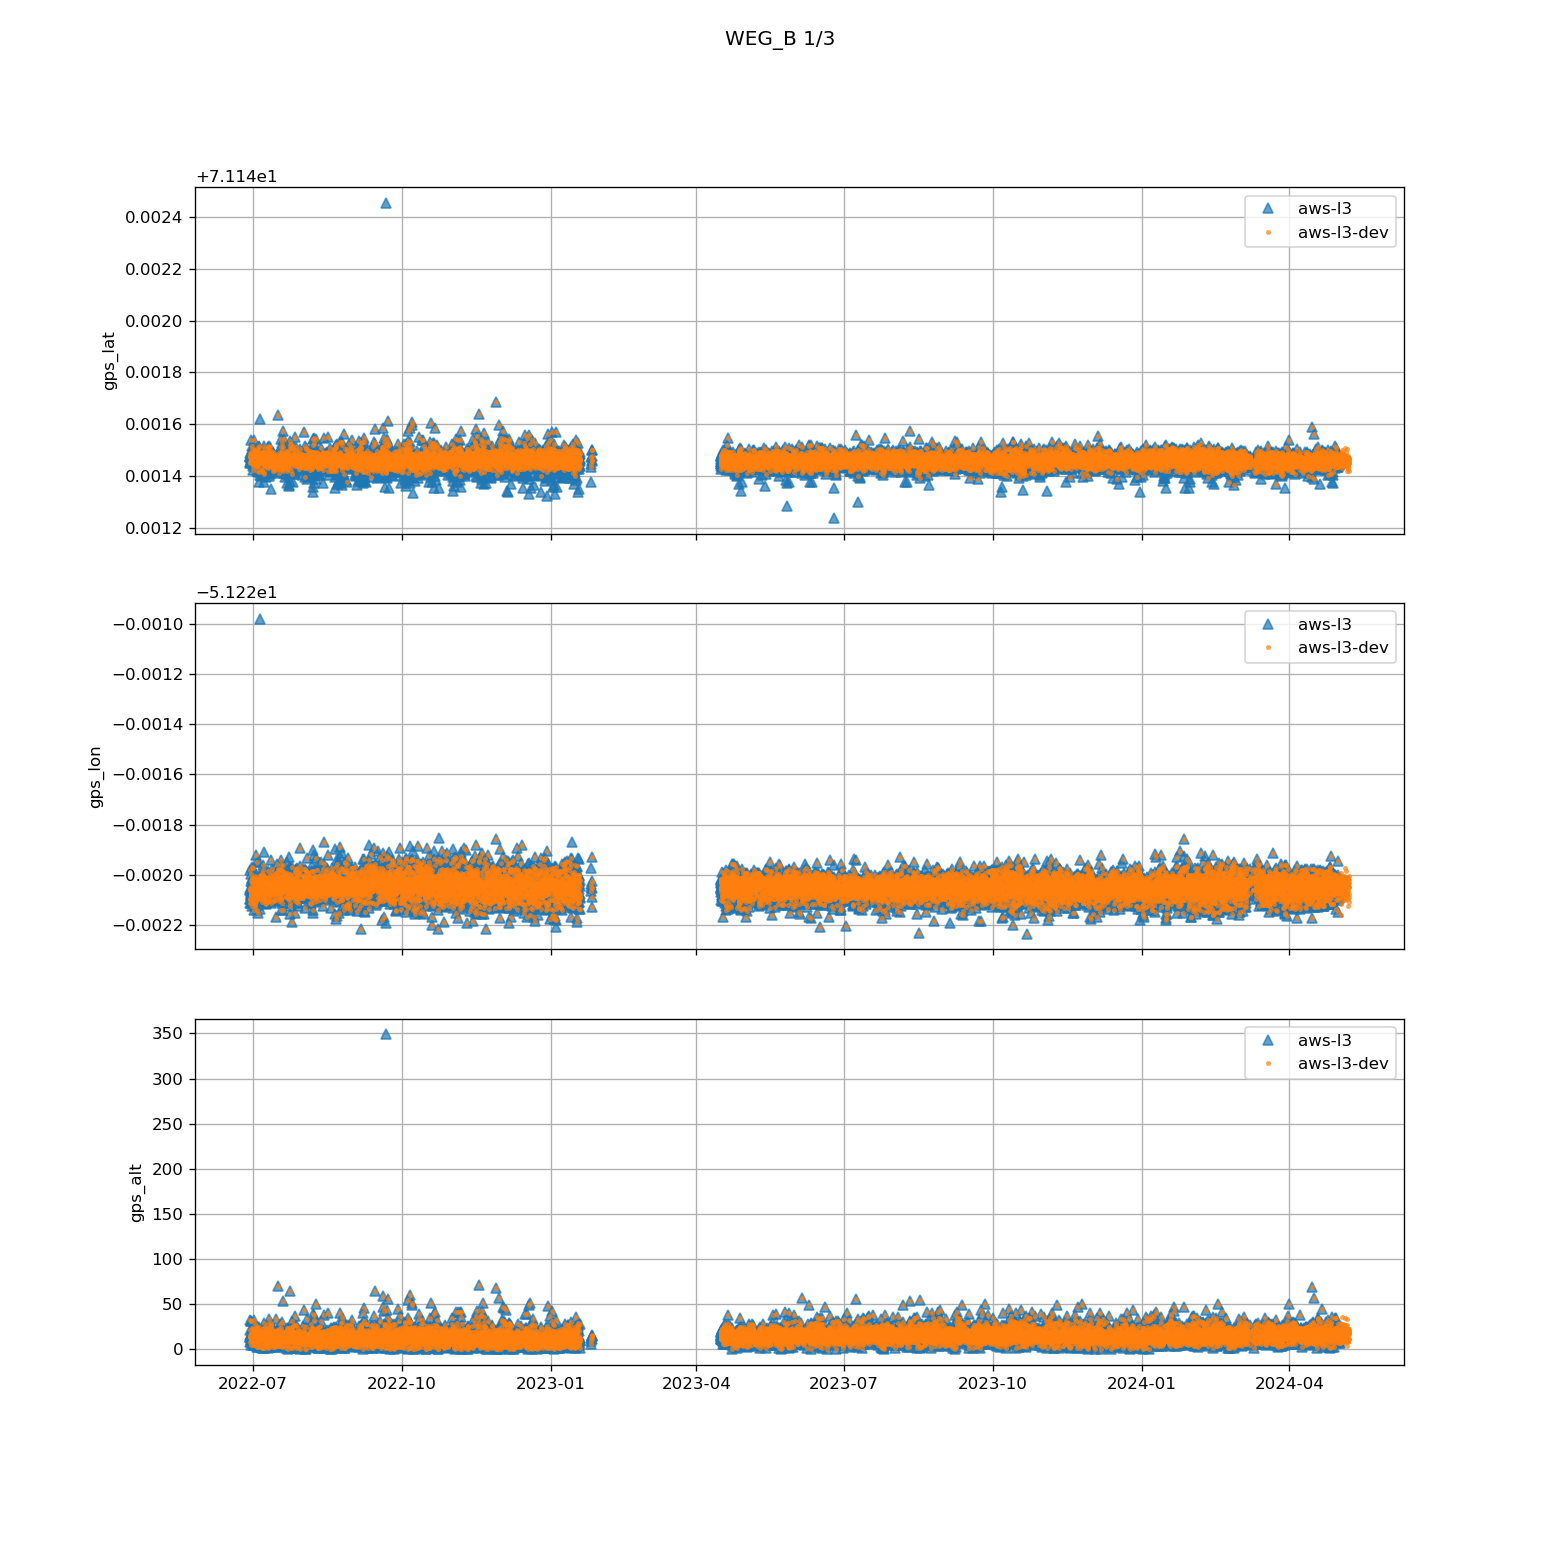 WEG_B 1/3
+7.114e1
0.0024
0.0022
0.0020
0.0018
0.0016
0.0014
0.0012
gps_lat
aws-l3
aws-l3-dev
−5.122e1
−0.0010
−0.0012
−0.0014
−0.0016
−0.0018
−0.0020
−0.0022
gps_lon
aws-l3
aws-l3-dev
350
300
250
200
150
100
50
0
gps_alt
aws-l3
aws-l3-dev
2022-07 2022-10 2023-01 2023-04 2023-07 2023-10 2024-01 2024-04